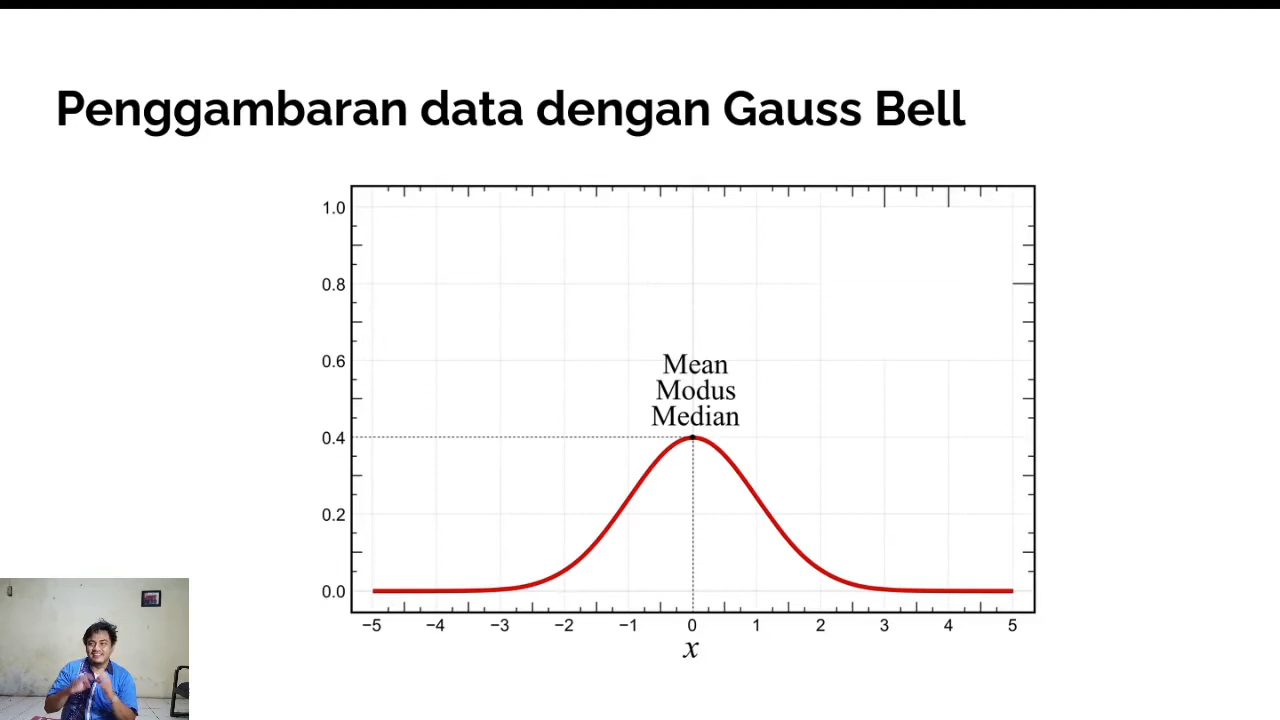 Penggambaran data dengan Gauss Bell
1.0
0.8
0.6
Mean
Modus
Median
0.4
0.2
0.0
−5 −4 −3 −2 −1 0 1 2 3 4 5
x